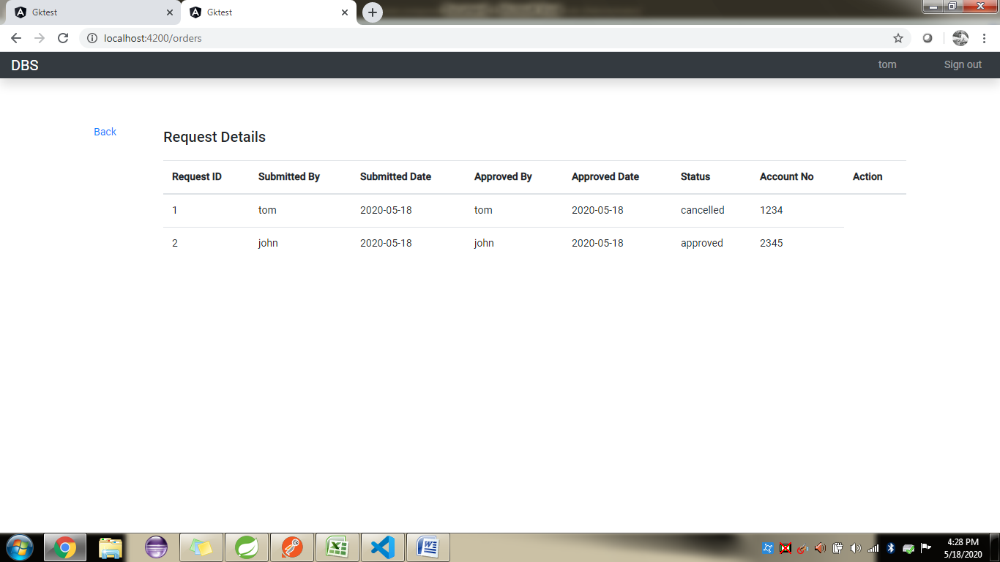 Gktest Gktest
localhost:4200/orders
DBS tom Sign out
Back
Request Details
Request ID Submitted By Submitted Date Approved By Approved Date Status Account No Action
1 tom 2020-05-18 tom 2020-05-18 cancelled 1234
2 john 2020-05-18 john 2020-05-18 approved 2345
4:28 PM
5/18/2020